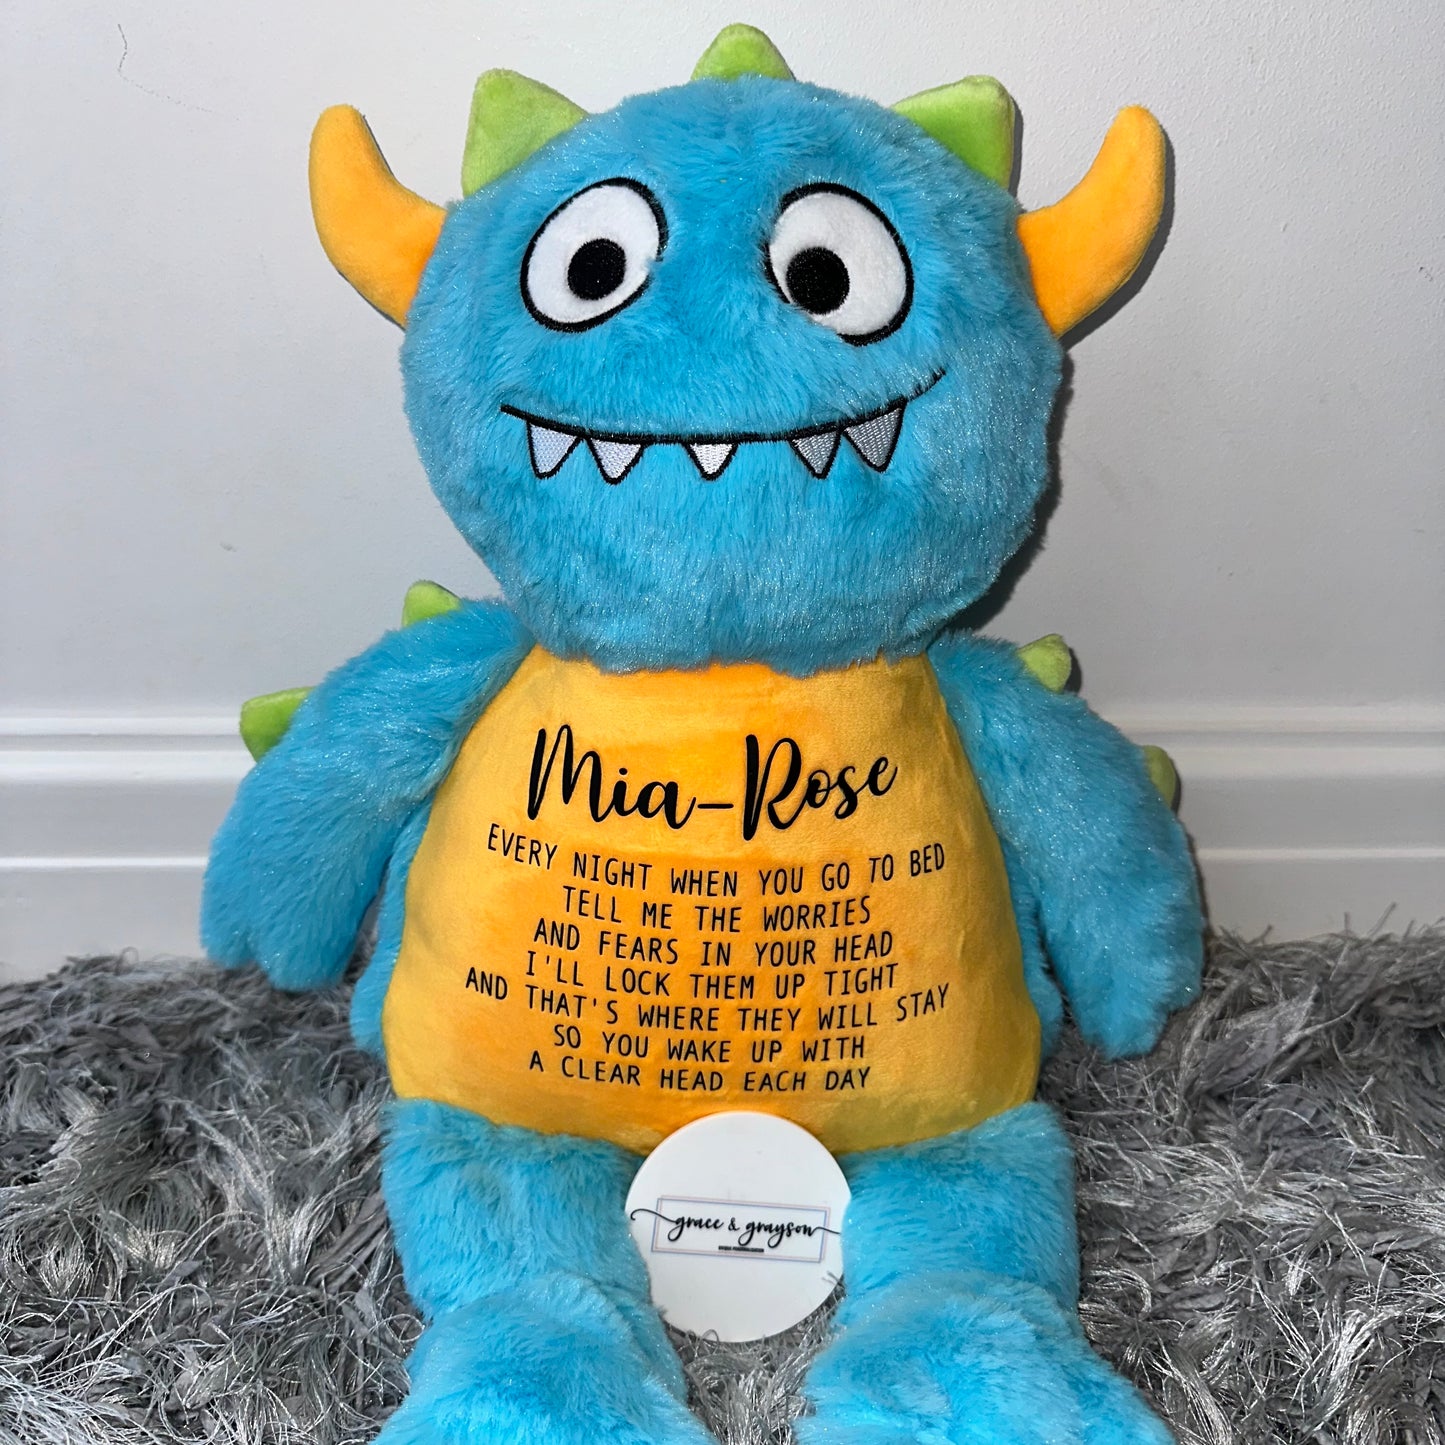 Mia-Rose
EVERY NIGHT WHEN YOU GO TO BED
TELL ME THE WORRIES
AND FEARS IN YOUR HEAD
I'LL LOCK THEM UP TIGHT
AND THAT'S WHERE THEY WILL STAY
SO YOU WAKE UP WITH
A CLEAR HEAD EACH DAY
grace & grayson
UNIQUE PERSONALISATION